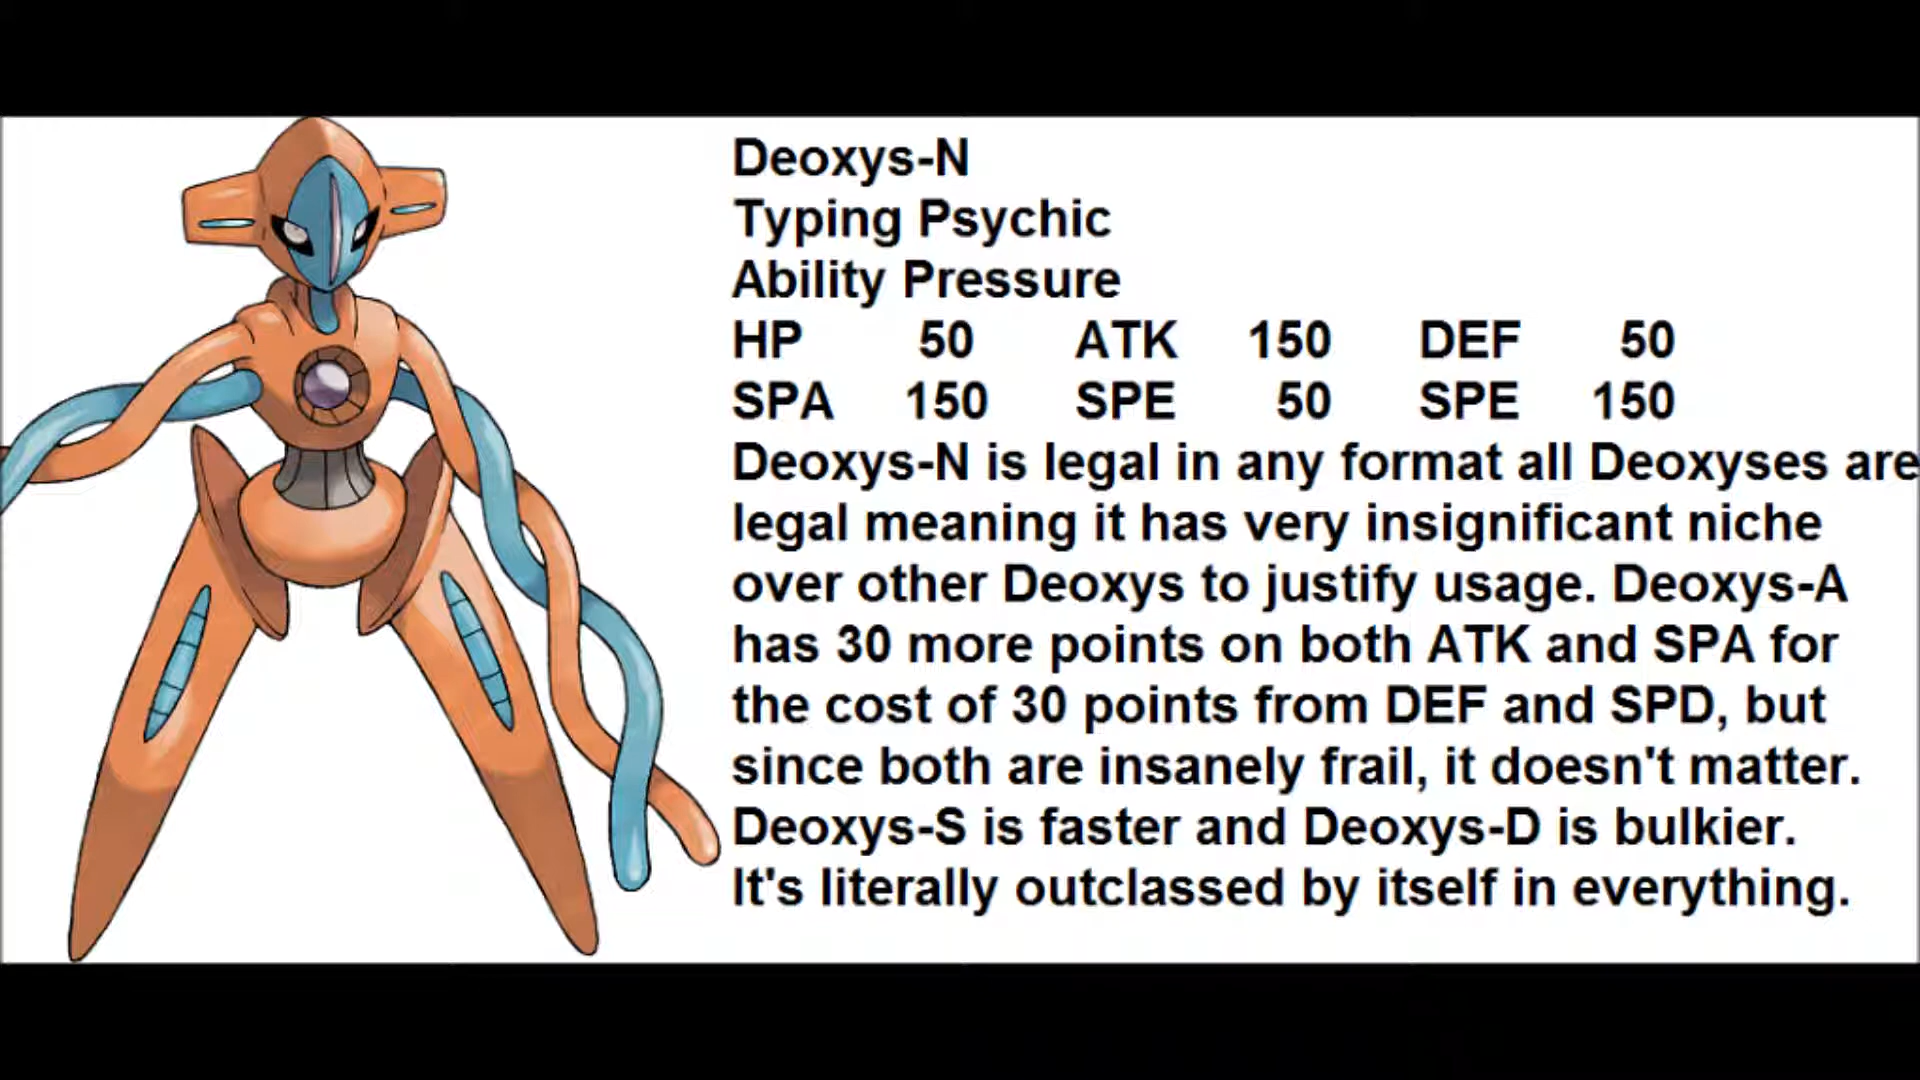 Deoxys-N
Typing Psychic
Ability Pressure
HP 50 ATK 150 DEF 50
SPA 150 SPE 50 SPE 150
Deoxys-N is legal in any format all Deoxyses are
legal meaning it has very insignificant niche
over other Deoxys to justify usage. Deoxys-A
has 30 more points on both ATK and SPA for
the cost of 30 points from DEF and SPD, but
since both are insanely frail, it doesn't matter.
Deoxys-S is faster and Deoxys-D is bulkier.
It's literally outclassed by itself in everything.